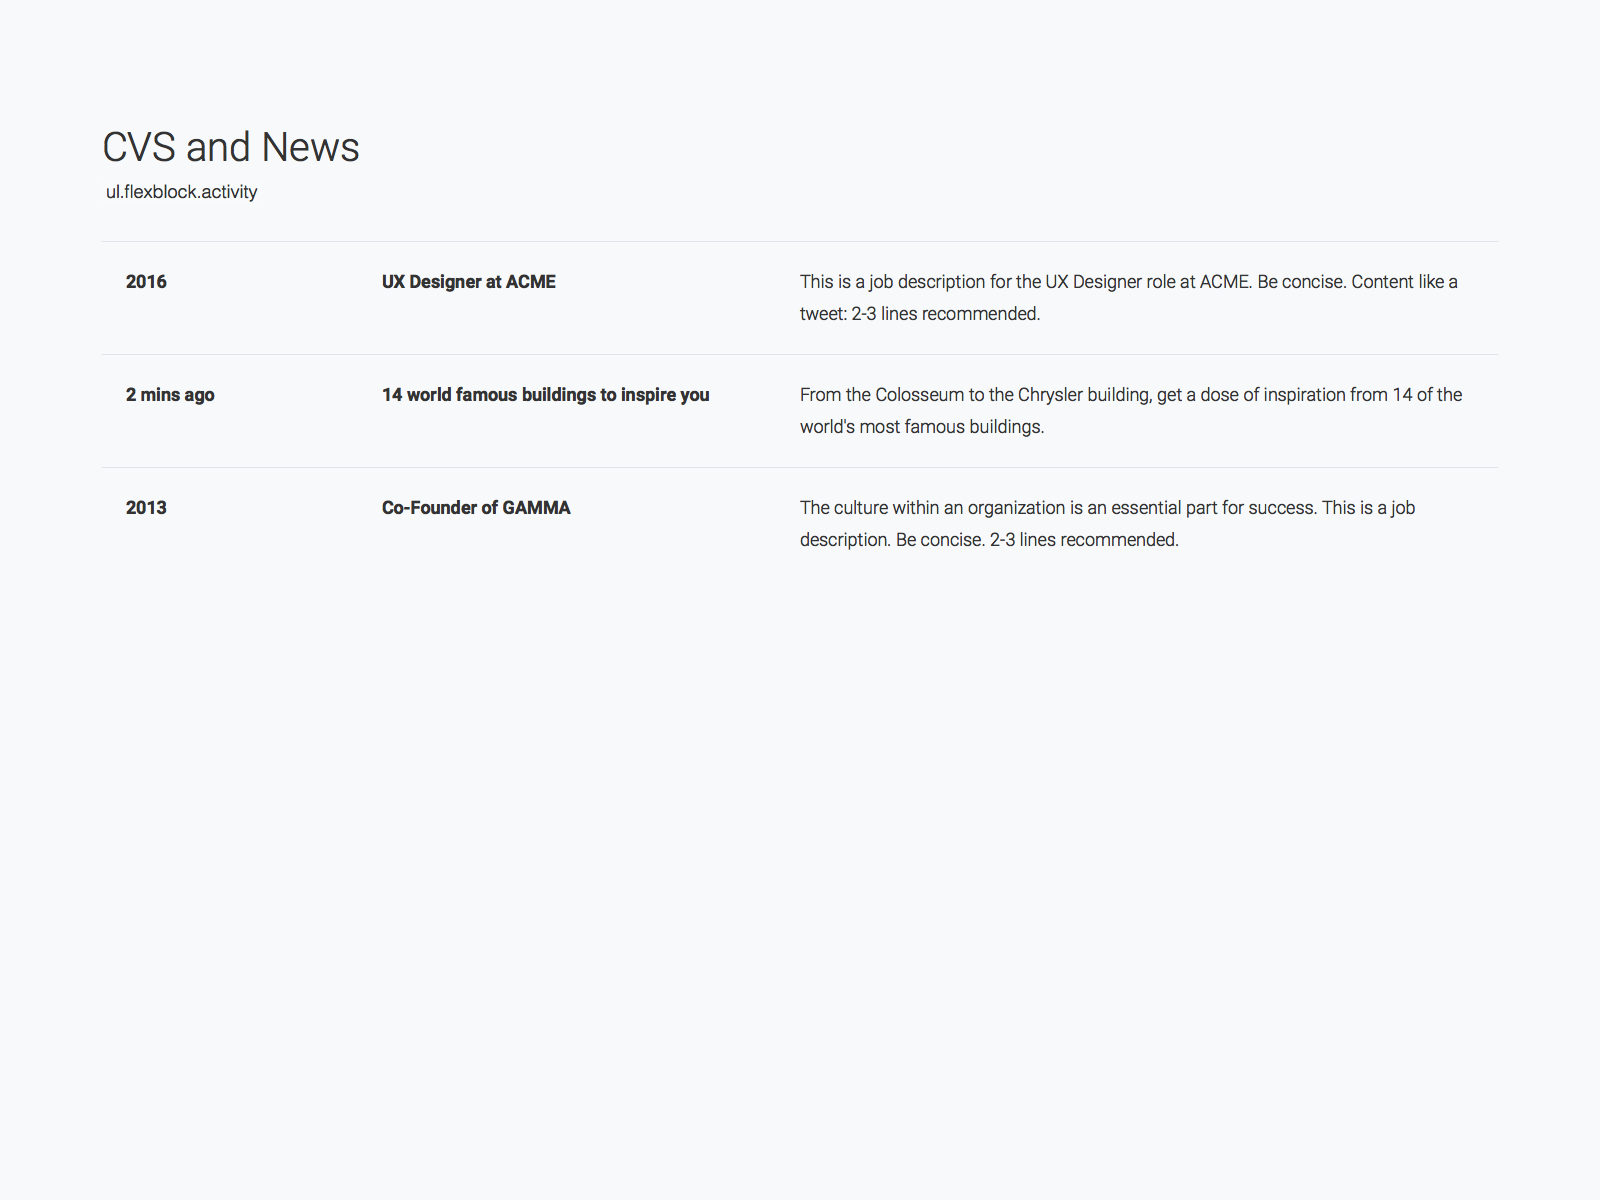 CVS and News
ul.flexblock.activity
2016
UX Designer at ACME
This is a job description for the UX Designer role at ACME. Be concise. Content like a
tweet: 2-3 lines recommended.
2 mins ago
14 world famous buildings to inspire you
From the Colosseum to the Chrysler building, get a dose of inspiration from 14 of the
world's most famous buildings.
2013
Co-Founder of GAMMA
The culture within an organization is an essential part for success. This is a job
description. Be concise. 2-3 lines recommended.